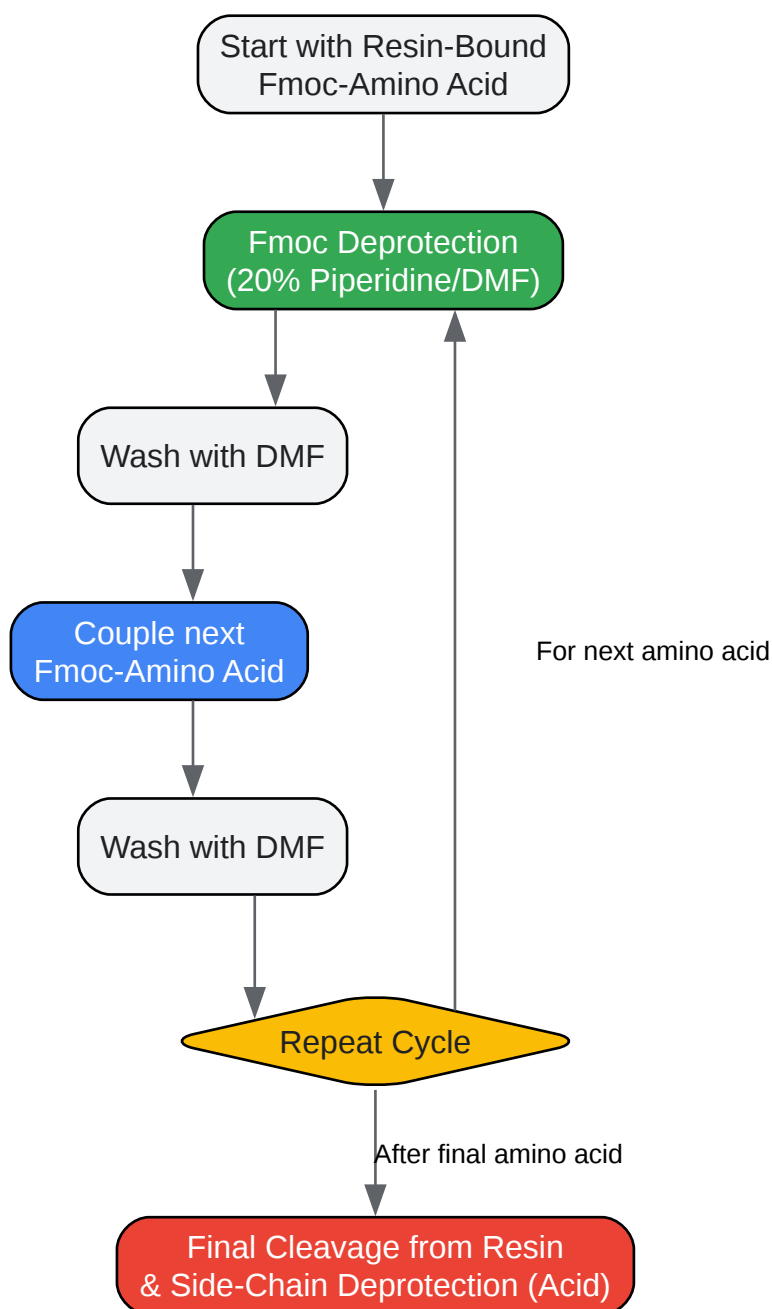 Start with Resin-Bound
Fmoc-Amino Acid
Fmoc Deprotection
(20% Piperidine/DMF)
Wash with DMF
Couple next
Fmoc-Amino Acid
For next amino acid
Wash with DMF
Repeat Cycle
After final amino acid
Final Cleavage from Resin
& Side-Chain Deprotection (Acid)